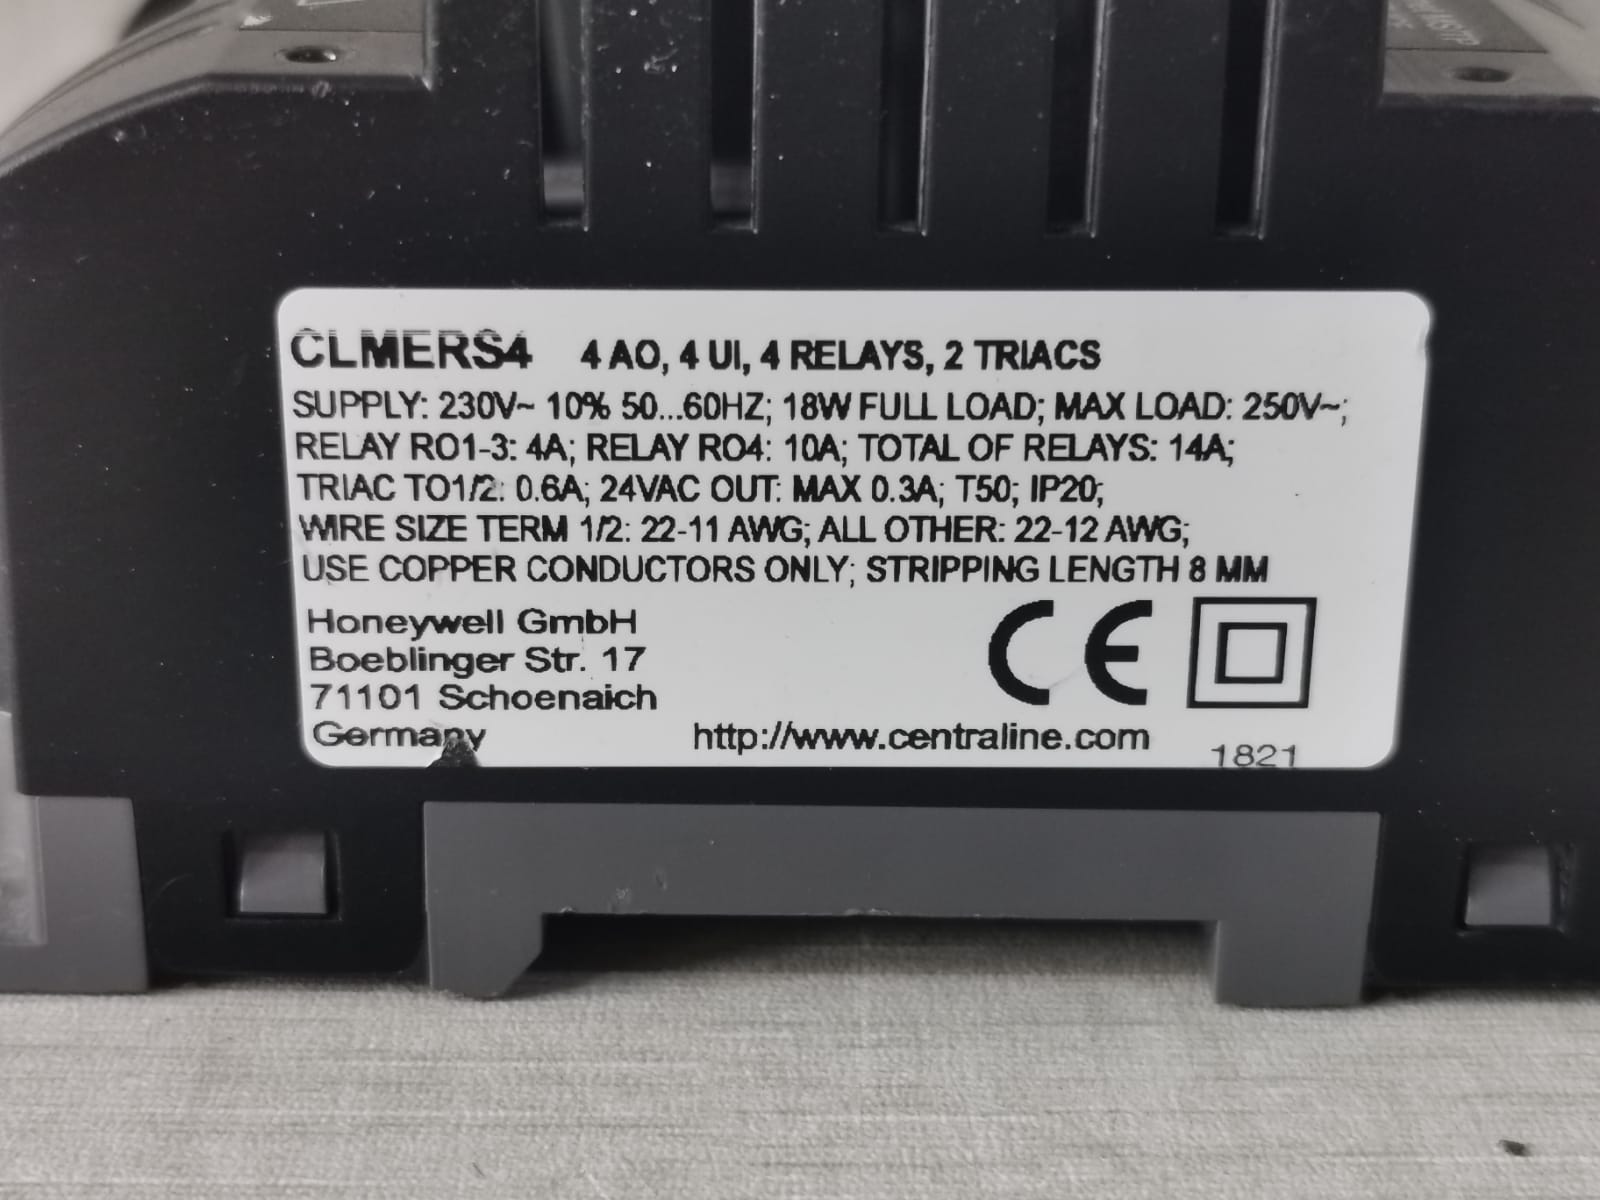 CLMERS4 4 AO, 4 UI, 4 RELAYS, 2 TRIACS
SUPPLY: 230V~ 10% 50...60HZ; 18W FULL LOAD; MAX LOAD: 250V~;
RELAY RO1-3: 4A; RELAY RO4: 10A; TOTAL OF RELAYS: 14A;
TRIAC TO1/2: 0.6A; 24VAC OUT: MAX 0.3A; T50; IP20;
WIRE SIZE TERM 1/2: 22-11 AWG; ALL OTHER: 22-12 AWG;
USE COPPER CONDUCTORS ONLY; STRIPPING LENGTH 8 MM
Honeywell GmbH
Boeblinger Str. 17
71101 Schoenaich
Germany
CE
http://www.centraline.com
1821